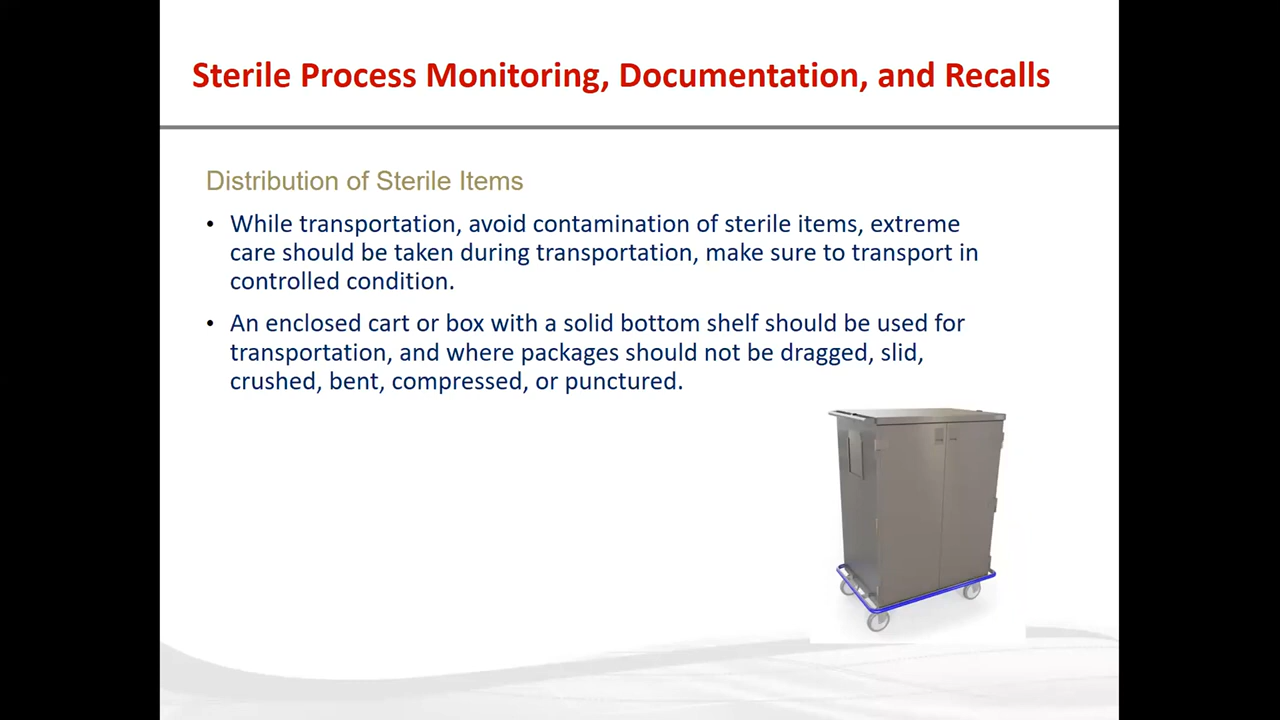 Sterile Process Monitoring, Documentation, and Recalls
Distribution of Sterile Items
• While transportation, avoid contamination of sterile items, extreme
care should be taken during transportation, make sure to transport in
controlled condition.
• An enclosed cart or box with a solid bottom shelf should be used for
transportation, and where packages should not be dragged, slid,
crushed, bent, compressed, or punctured.